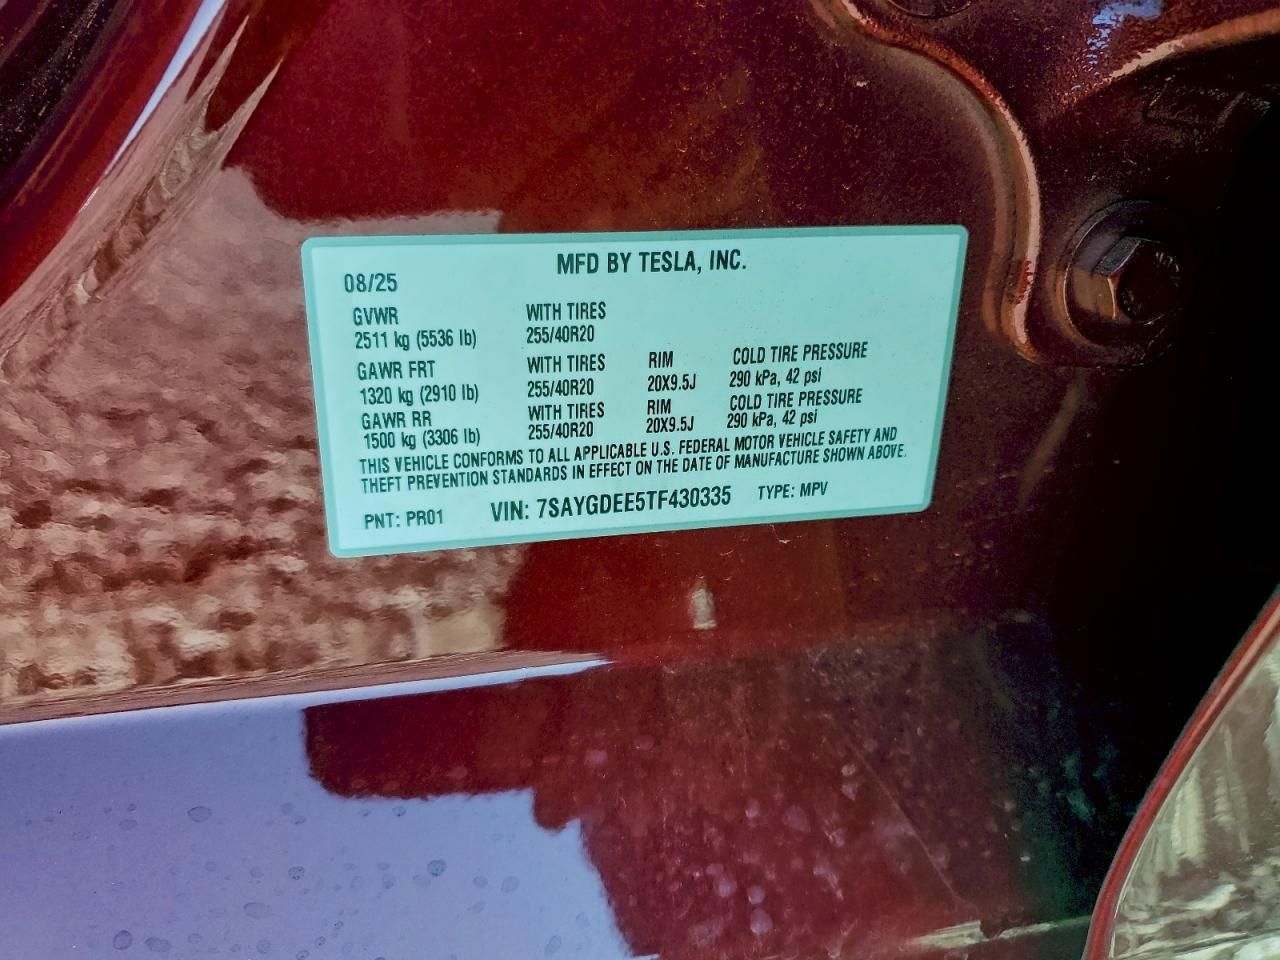 MFD BY TESLA, INC.
08/25
GVWR WITH TIRES
2511 kg (5536 lb) 255/40R20
GAWR FRT WITH TIRES RIM COLD TIRE PRESSURE
1320 kg (2910 lb) 255/40R20 20X9.5J 290 kPa, 42 psi
GAWR RR WITH TIRES RIM COLD TIRE PRESSURE
1500 kg (3306 lb) 255/40R20 20X9.5J 290 kPa, 42 psi
THIS VEHICLE CONFORMS TO ALL APPLICABLE U.S. FEDERAL MOTOR VEHICLE SAFETY AND
THEFT PREVENTION STANDARDS IN EFFECT ON THE DATE OF MANUFACTURE SHOWN ABOVE.
PNT: PR01 VIN: 7SAYGDEE5TF430335 TYPE: MPV